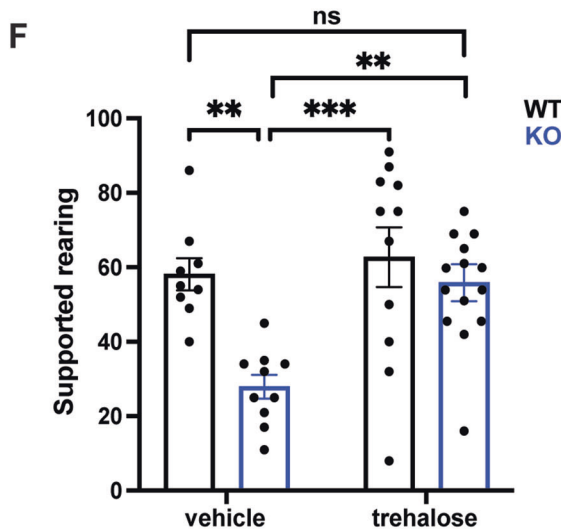 F
ns
**
** ***
WT
KO
Supported rearing
100
80
60
40
20
0
vehicle trehalose